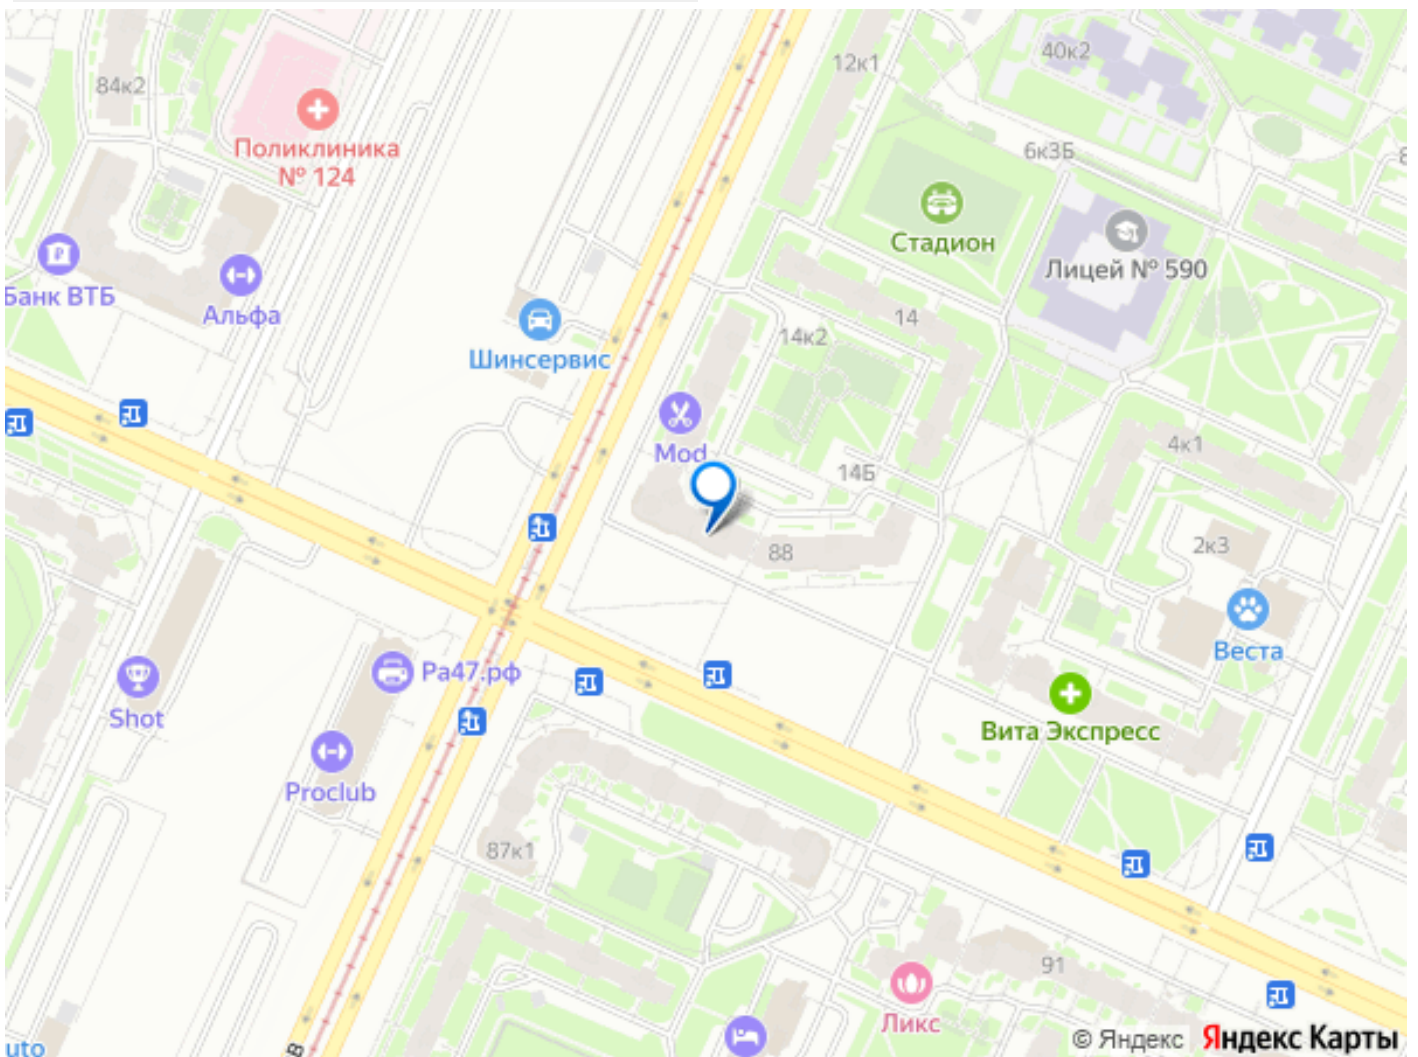 12к1
40к2
84к2
Поликлиника
№ 124
6к3Б
Стадион
Лицей № 590
Банк ВТБ
Альфа
14
14к2
Шинсервис
Mod
4к1
14Б
88
2к3
Веста
Ра47.рф
Shot
Вита Экспресс
Proclub
87к1
91
Ликс
© Яндекс Яндекс Карты
uto
В